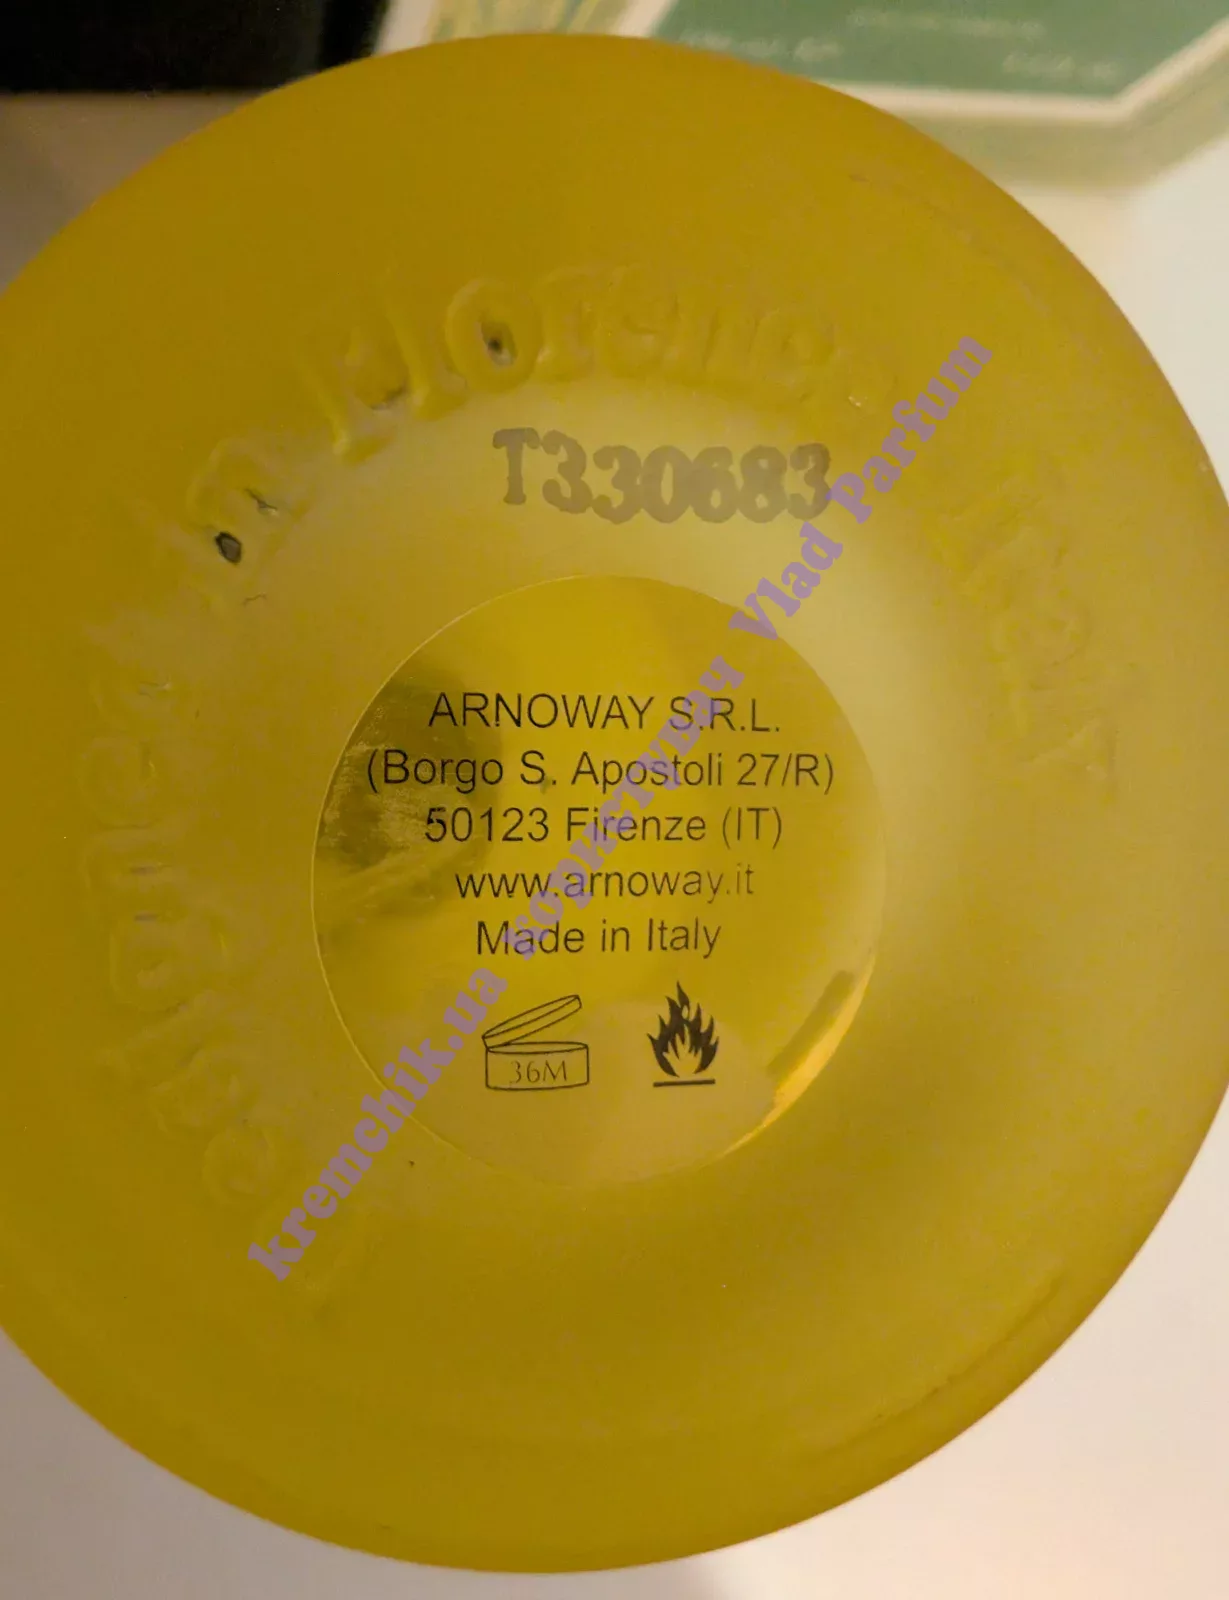 T330683
ARNOWAY S.R.L.
(Borgo S. Apostoli 27/R)
50123 Firenze (IT)
www.arnoway.it
Made in Italy
36M
kremchik.ua користувач Vlad Parfum